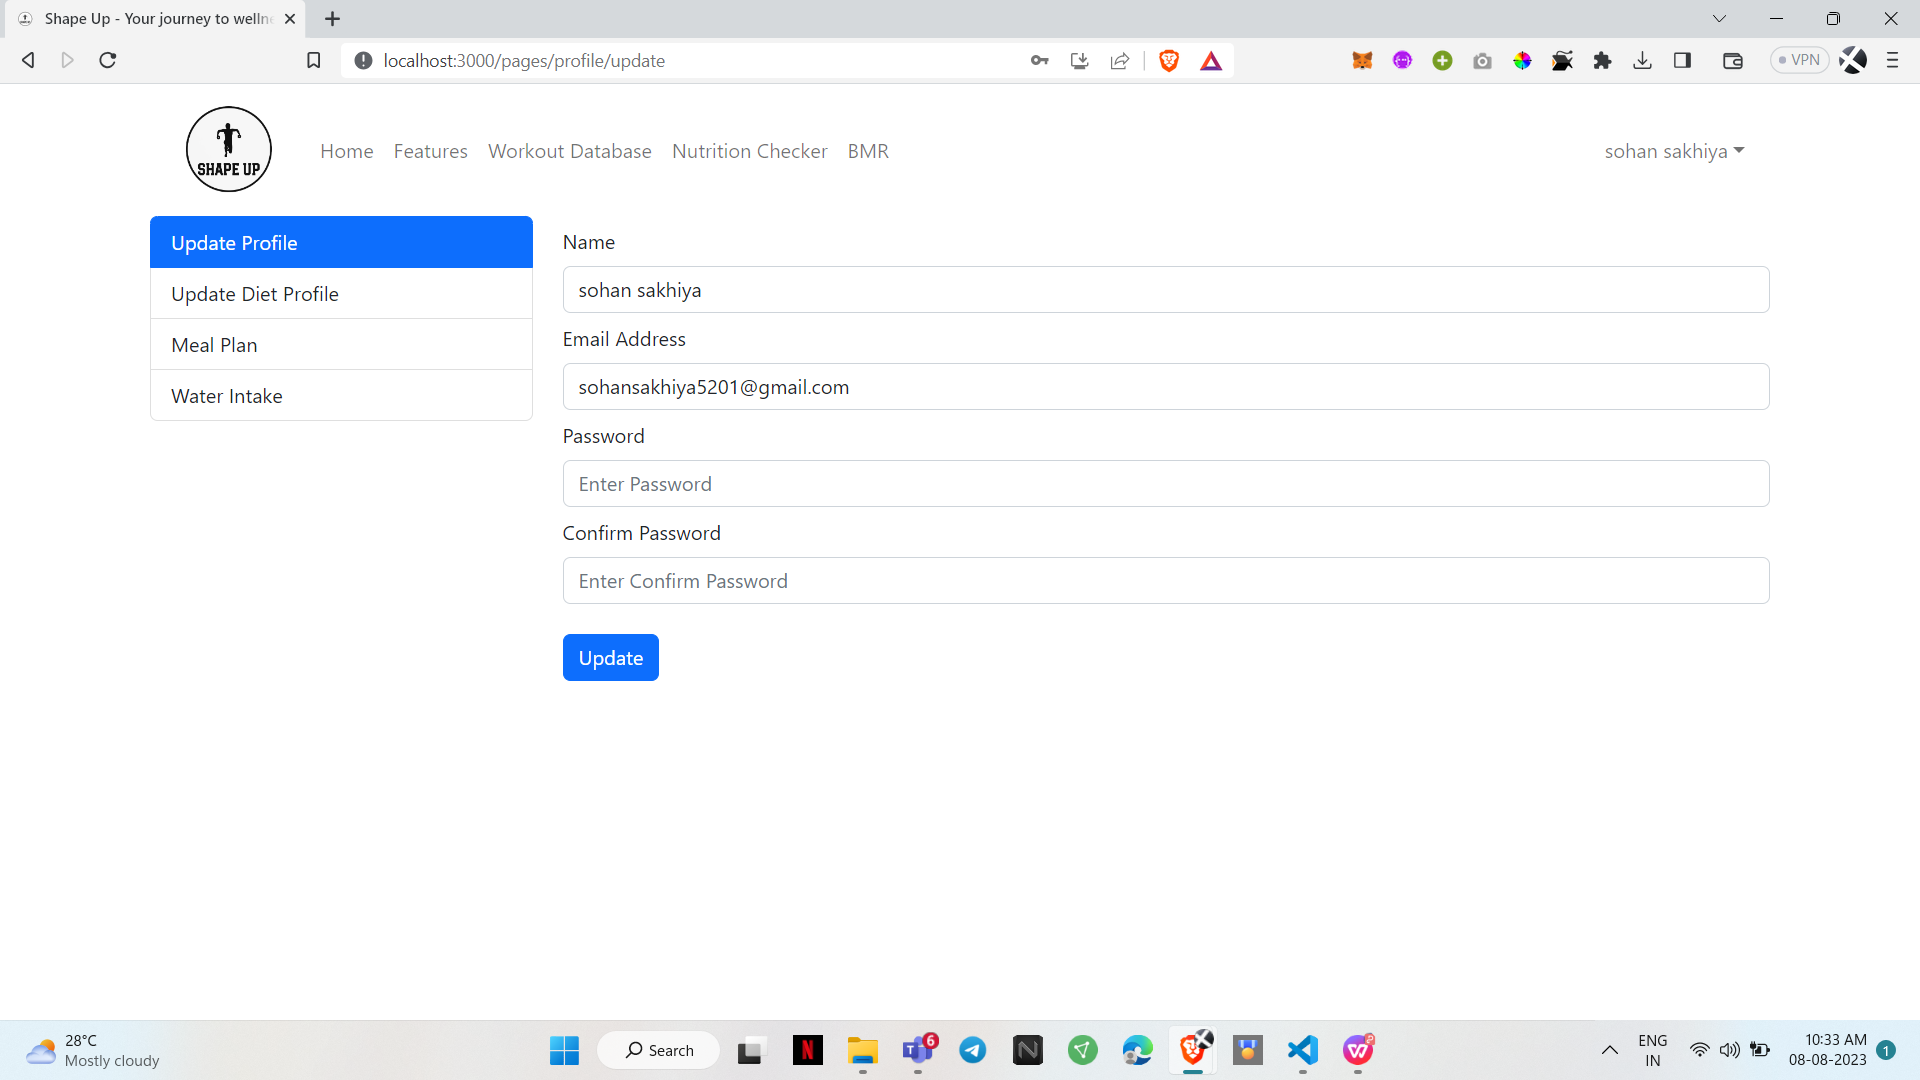 Shape Up - Your journey to wellne
localhost:3000/pages/profile/update
VPN
SHAPE UP
Home
Features
Workout Database
Nutrition Checker
BMR
sohan sakhiya
Update Profile
Update Diet Profile
Meal Plan
Water Intake
Name
sohan sakhiya
Email Address
sohansakhiya5201@gmail.com
Password
Enter Password
Confirm Password
Enter Confirm Password
Update
28°C
Mostly cloudy
Search
6
ENG
IN
10:33 AM
08-08-2023
1